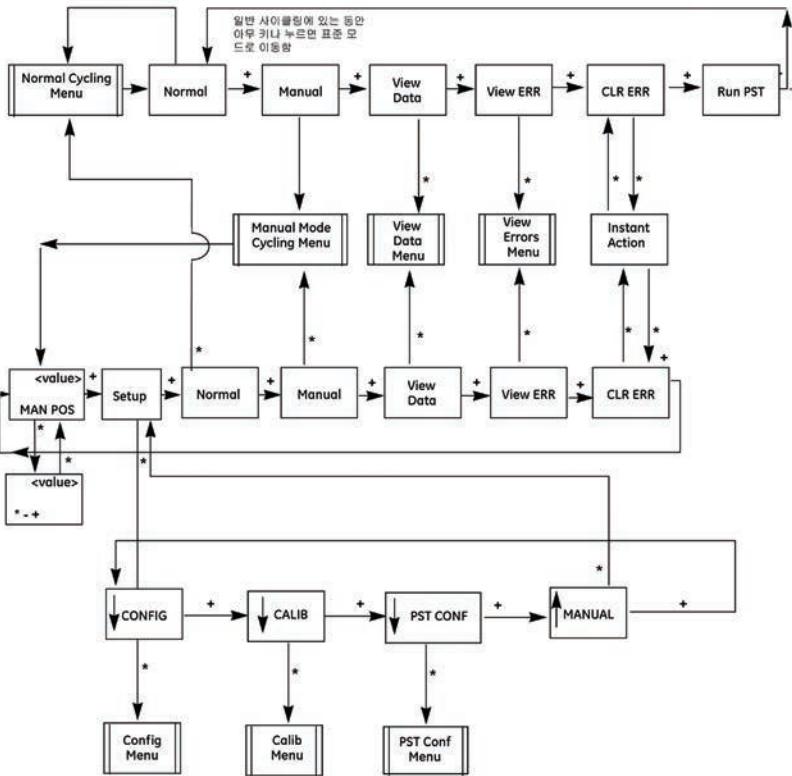 일반 사이클링에 있는 동안
아무 키나 누르면 표준 모
드로 이동함
Normal Cycling
Menu
Normal
+
Manual
+
View
Data
+
View ERR
+
CLR ERR
+
Run PST
*
*
*
*
Manual Mode
Cycling Menu
View
Data
Menu
View
Errors
Menu
Instant
Action
*
*
*
*
*
*
+
<value>
MAN POS
+
Setup
+
Normal
+
Manual
+
View
Data
+
View ERR
+
CLR ERR
*
*
*
<value>
* - +
*
CONFIG
+
CALIB
+
PST CONF
+
MANUAL
+
*
*
*
Config
Menu
Calib
Menu
PST Conf
Menu